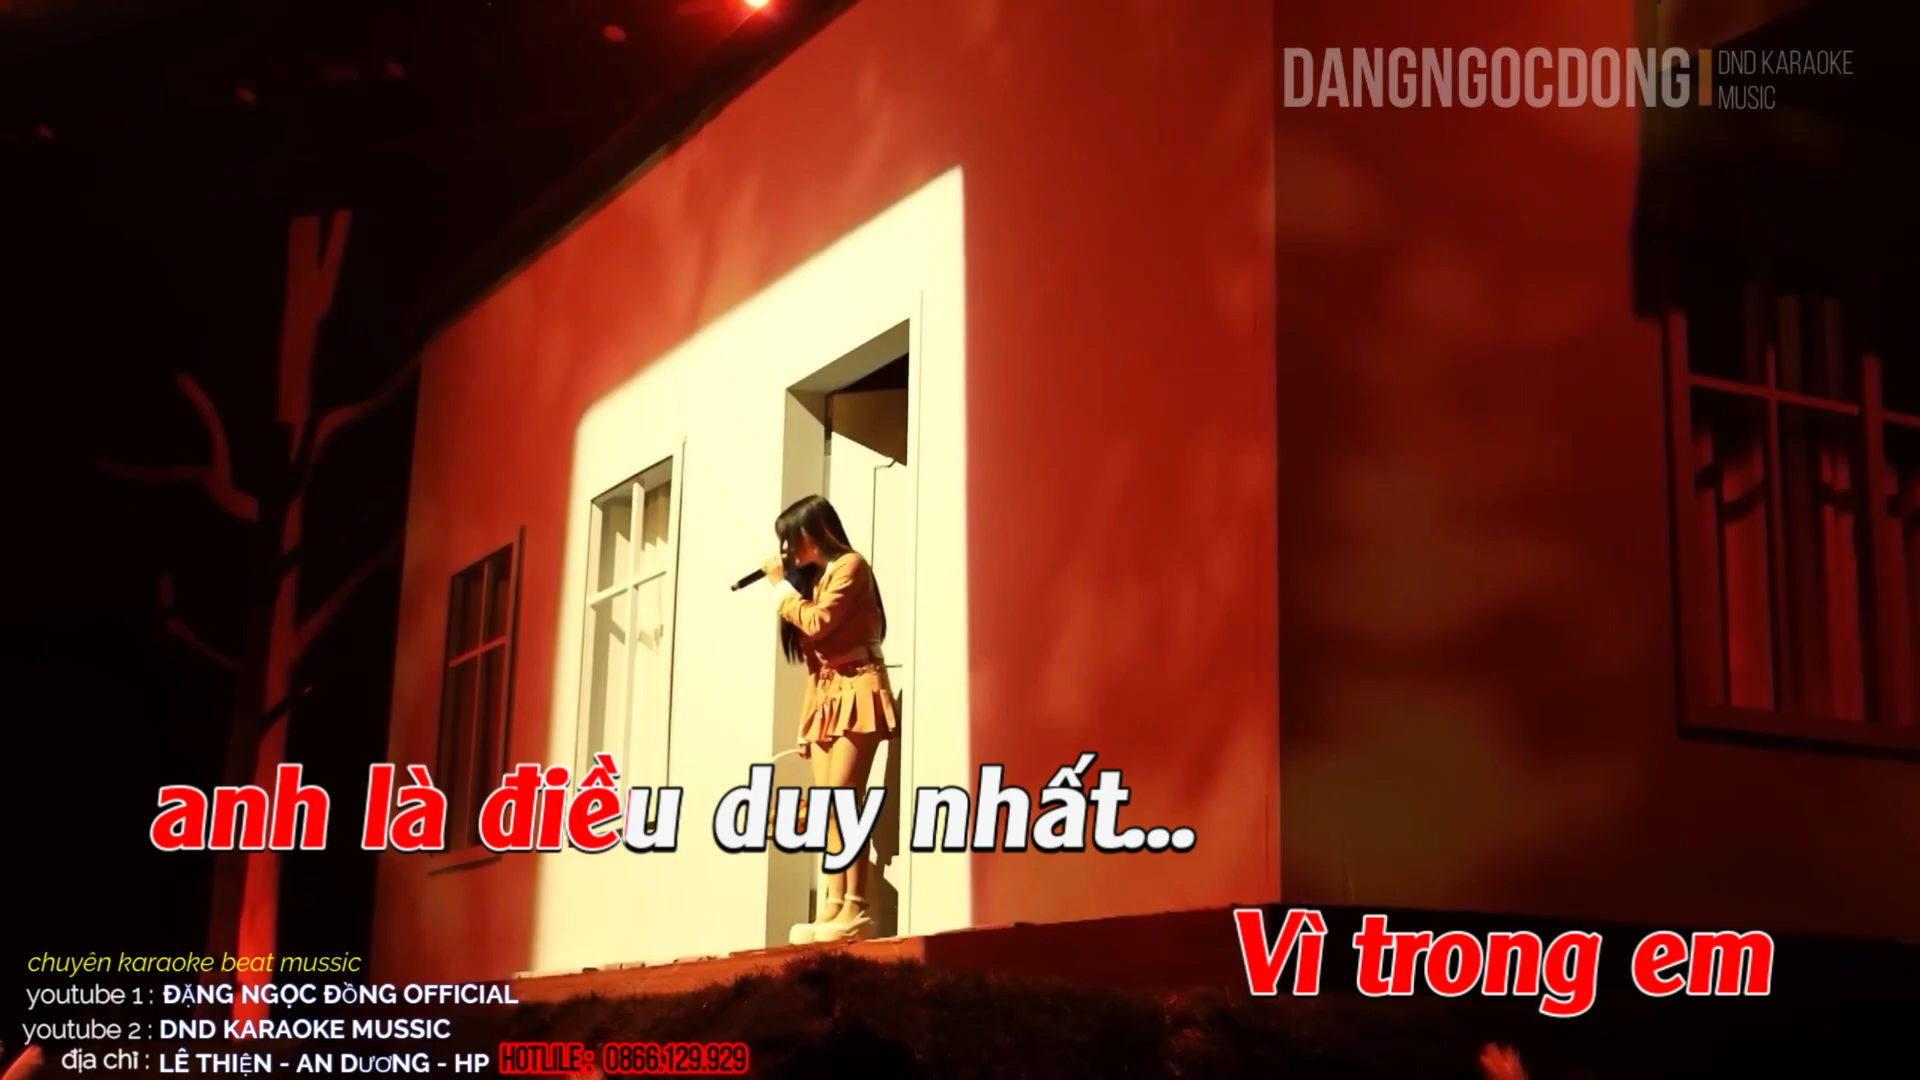 DANGNGOCDONG
DND KARAOKE
MUSIC
anh là điều duy nhất...
Vì trong em
chuyên karaoke beat mussic
youtube 1 : ĐẶNG NGỌC ĐỒNG OFFICIAL
youtube 2 : DND KARAOKE MUSSIC
địa chỉ : LÊ THIỆN - AN DƯƠNG - HP HOTLILE : 0866.129.929